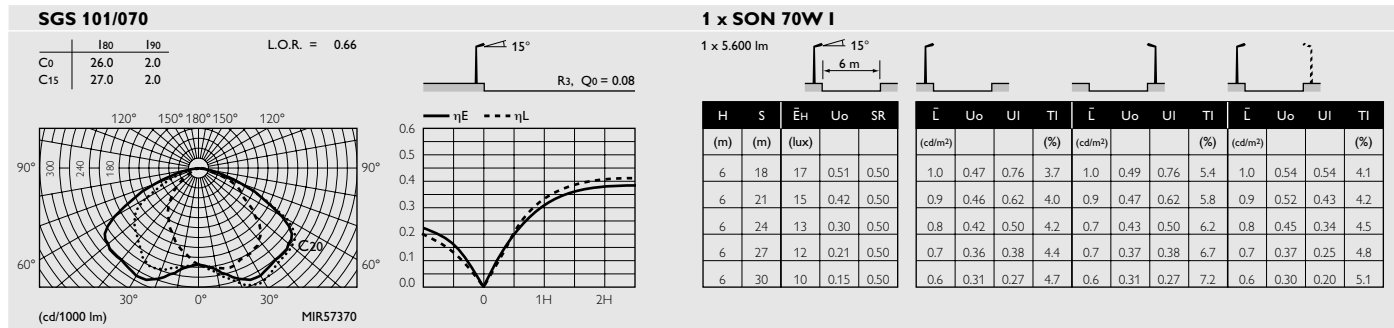 SGS 101/070
I80 I90
C0 26.0 2.0
C15 27.0 2.0
L.O.R. = 0.66
120° 150° 180° 150° 120°
90° 300 240 180 90°
C20
60° 60°
30° 0° 30°
(cd/1000 lm) MIR57370
15°
R3, Q0 = 0.08
ηE ηL
0.6
0.5
0.4
0.3
0.2
0.1
0.0
0 1H 2H
1 x SON 70W I
1 x 5.600 lm
15°
6 m
H S ĒH Uo SR L̄ Uo UI TI L̄ Uo UI TI L̄ Uo UI TI
(m) (m) (lux) (cd/m²) (%) (cd/m²) (%) (cd/m²) (%)
6 18 17 0.51 0.50 1.0 0.47 0.76 3.7 1.0 0.49 0.76 5.4 1.0 0.54 0.54 4.1
6 21 15 0.42 0.50 0.9 0.46 0.62 4.0 0.9 0.47 0.62 5.8 0.9 0.52 0.43 4.2
6 24 13 0.30 0.50 0.8 0.42 0.50 4.2 0.7 0.43 0.50 6.2 0.8 0.45 0.34 4.5
6 27 12 0.21 0.50 0.7 0.36 0.38 4.4 0.7 0.37 0.38 6.7 0.7 0.37 0.25 4.8
6 30 10 0.15 0.50 0.6 0.31 0.27 4.7 0.6 0.31 0.27 7.2 0.6 0.30 0.20 5.1